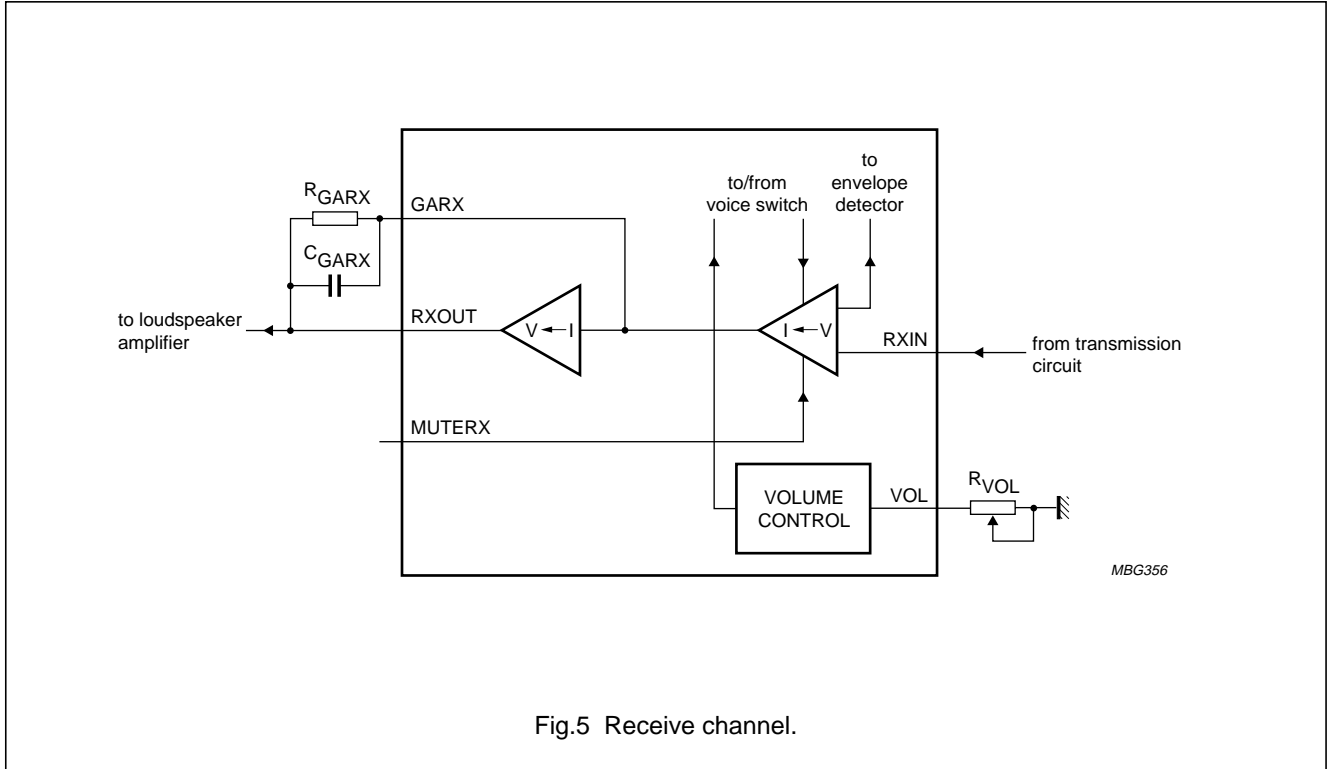 to/from
voice switch
to
envelope
detector
RGARX
GARX
CGARX
to loudspeaker
amplifier
RXOUT
V
I
I
V
RXIN
from transmission
circuit
MUTERX
VOLUME
CONTROL
VOL
RVOL
MBG356
Fig.5 Receive channel.